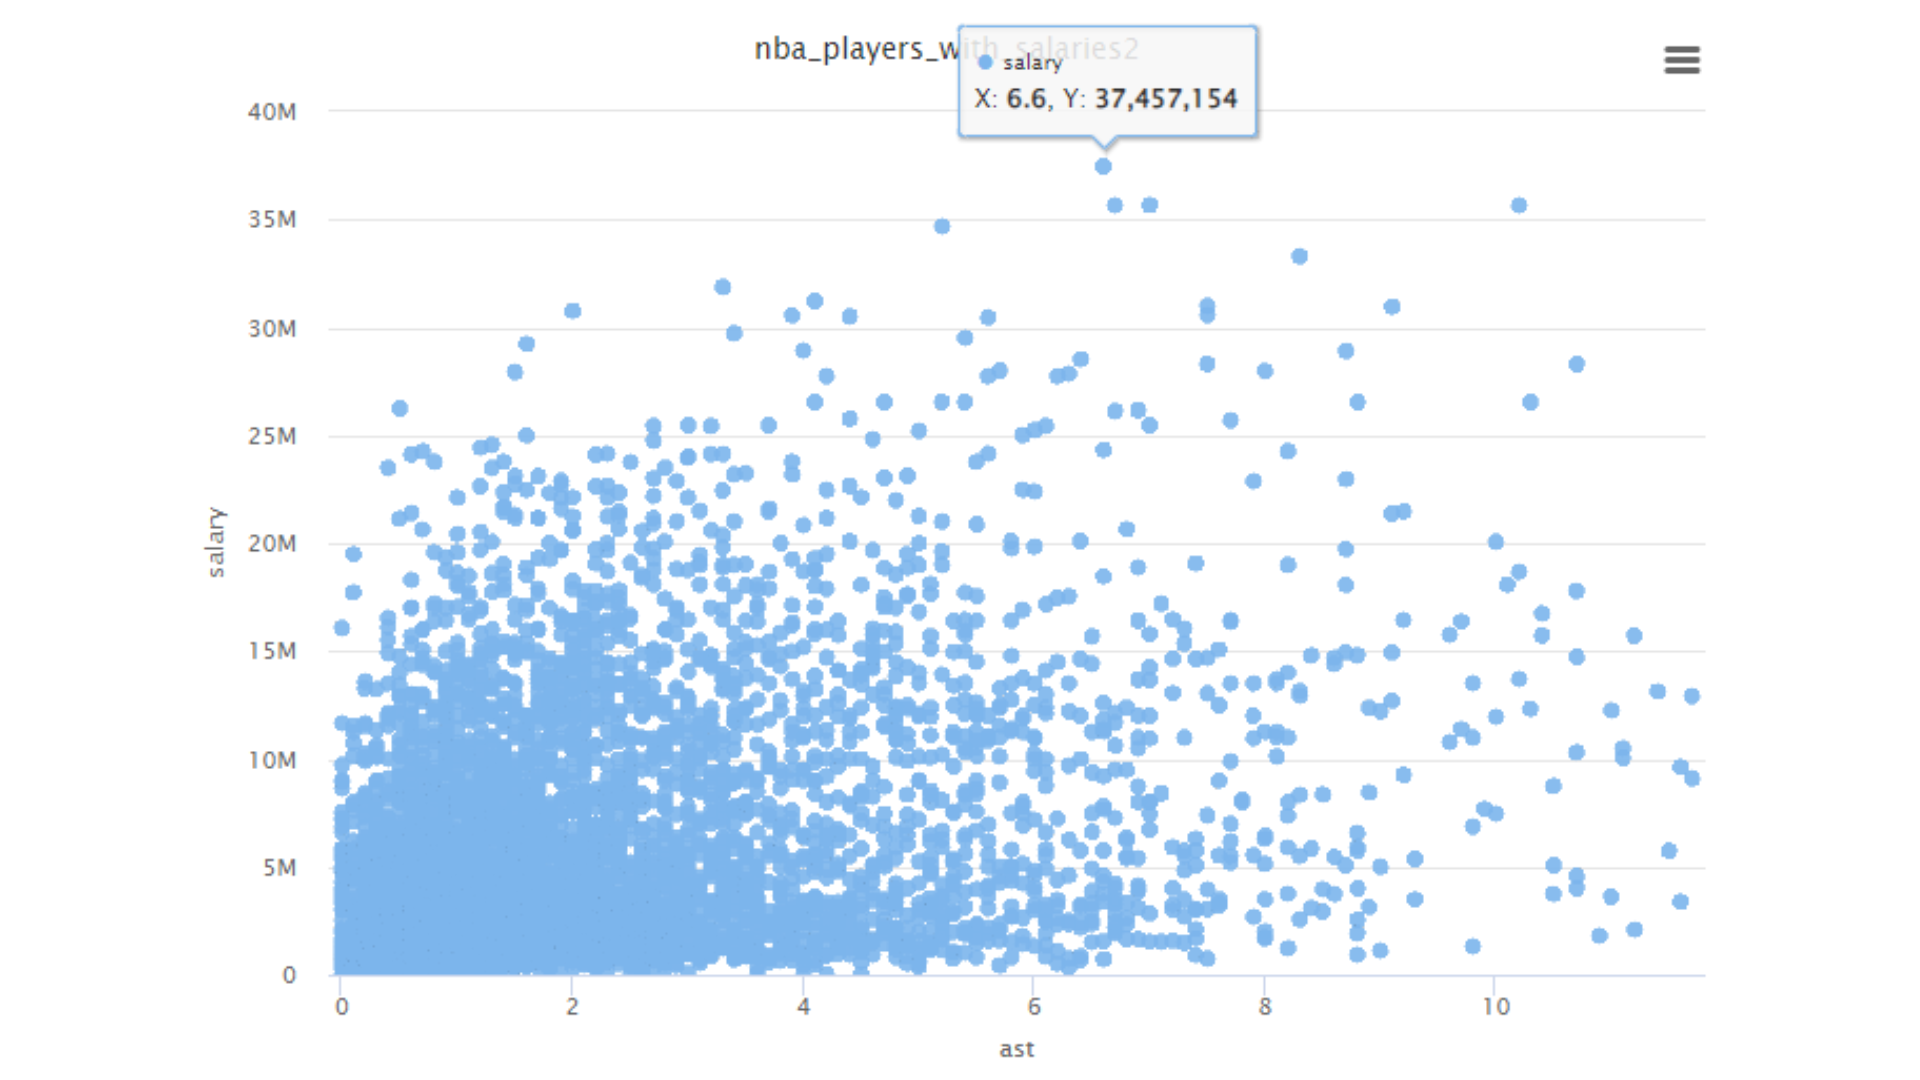 nba_players_with_salaries2
salary
X: 6.6, Y: 37,457,154
40M
35M
30M
25M
20M
15M
10M
5M
0
salary
0 2 4 6 8 10
ast